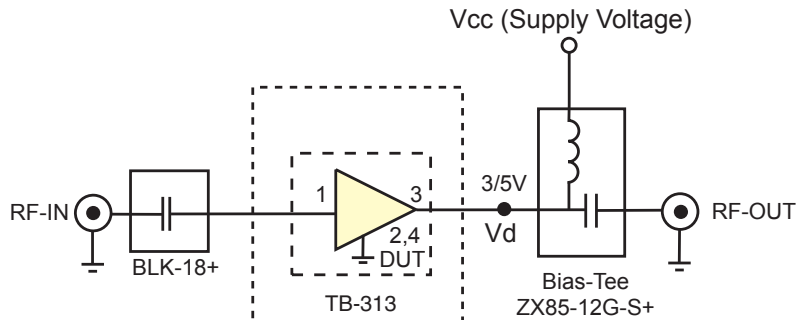 Vcc (Supply Voltage)
RF-IN
BLK-18+
1
3
2,4
DUT
TB-313
3/5V
Vd
RF-OUT
Bias-Tee
ZX85-12G-S+